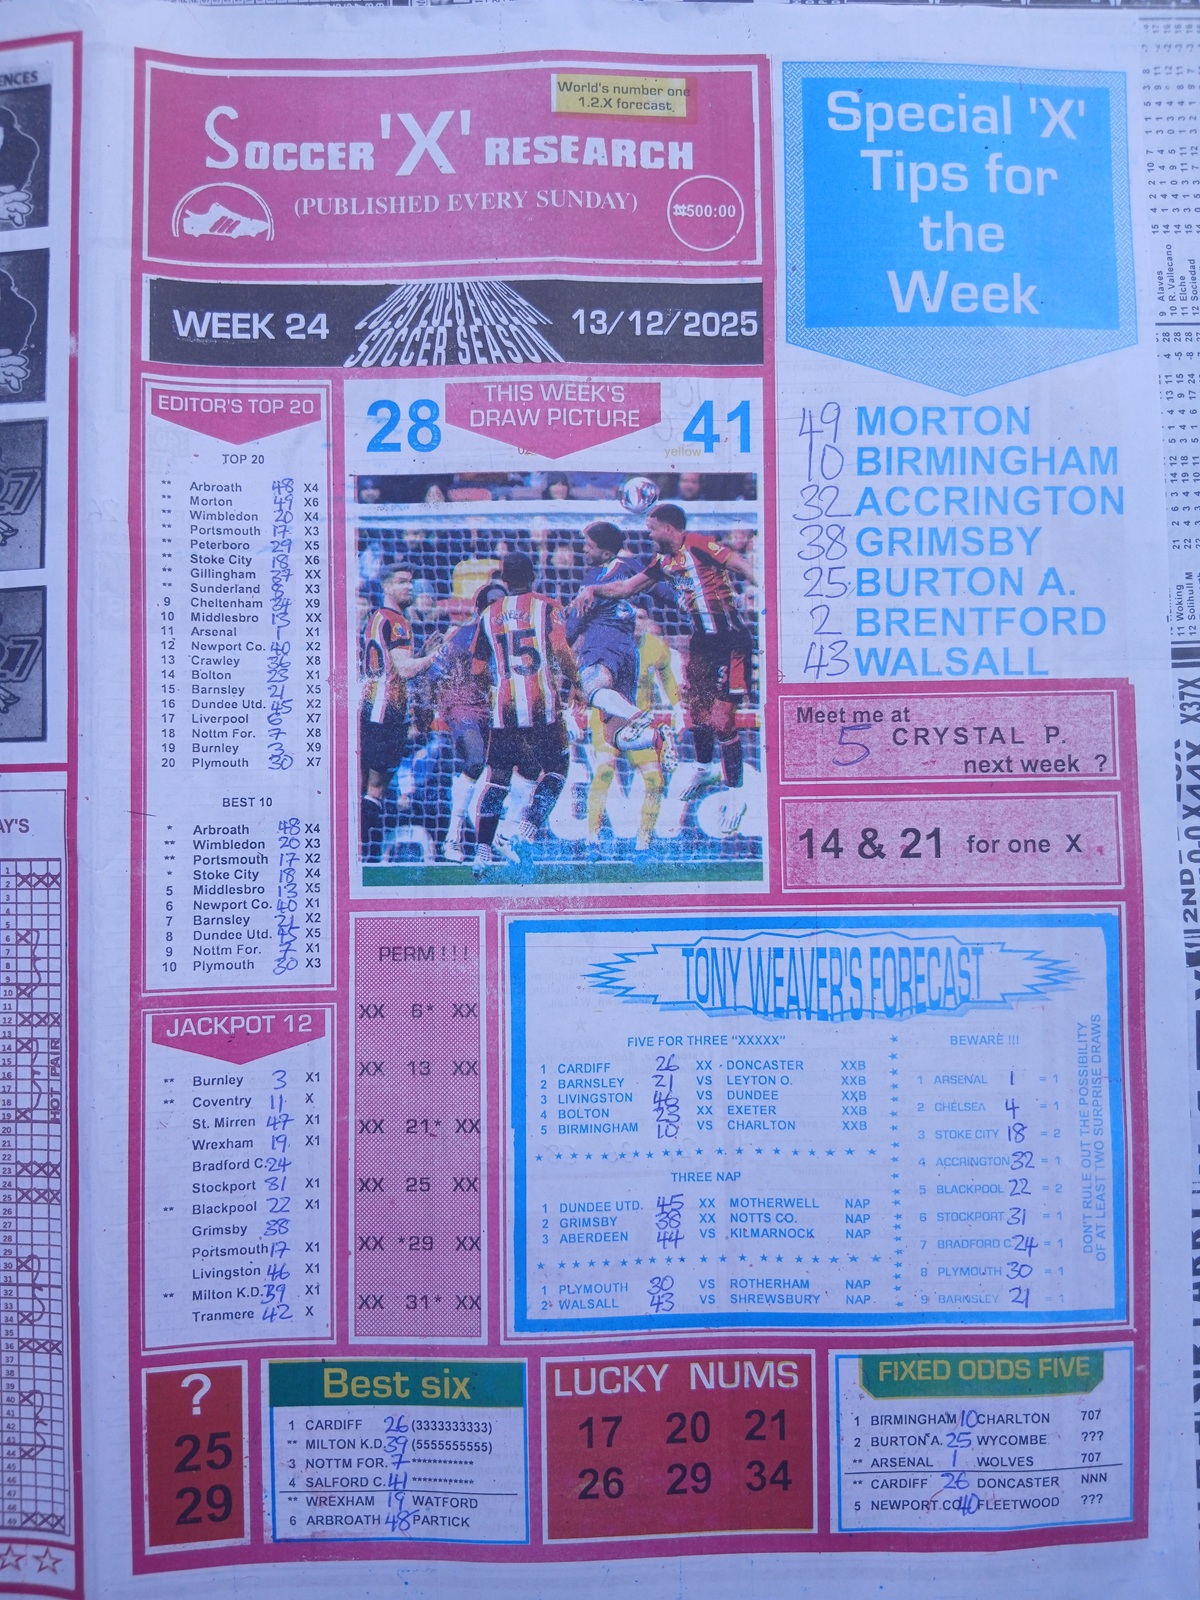 World's number one
1.2.X forecast.
SOCCER 'X' RESEARCH
(PUBLISHED EVERY SUNDAY)
₦500:00
WEEK 24
2025/2026 ENGLISH
SOCCER SEASON
13/12/2025
Special 'X'
Tips for
the
Week
49 MORTON
10 BIRMINGHAM
32 ACCRINGTON
38 GRIMSBY
25 BURTON A.
2 BRENTFORD
43 WALSALL
Meet me at
5 CRYSTAL P.
next week ?
14 & 21 for one X
EDITOR'S TOP 20
TOP 20
** Arbroath 48 X4
** Morton 49 X6
** Wimbledon 20 X4
** Portsmouth 17 X3
** Peterboro 29 X5
** Stoke City 18 X6
** Gillingham 37 XX
** Sunderland 8 X3
9 Cheltenham 34 X9
10 Middlesbro 13 XX
11 Arsenal 1 X1
12 Newport Co. 40 X2
13 Crawley 36 X8
14 Bolton 23 X1
15 Barnsley 21 X5
16 Dundee Utd. 45 X2
17 Liverpool 6 X7
18 Nottm For. 7 X8
19 Burnley 3 X9
20 Plymouth 30 X7
BEST 10
* Arbroath 48 X4
** Wimbledon 20 X3
** Portsmouth 17 X2
* Stoke City 18 X4
5 Middlesbro 13 X5
6 Newport Co. 40 X1
7 Barnsley 21 X2
8 Dundee Utd. 45 X5
9 Nottm For. 7 X1
10 Plymouth 30 X3
28
THIS WEEK'S
DRAW PICTURE
41
yellow
15
JACKPOT 12
** Burnley 3 X1
** Coventry 11 X
St. Mirren 47 X1
Wrexham 19 X1
Bradford C. 24
Stockport 31 X1
** Blackpool 22 X1
Grimsby 38
Portsmouth 17 X1
Livingston 46 X1
** Milton K.D. 39 X1
Tranmere 42 X
PERM !!!
XX 6* XX
XX 13 XX
XX 21* XX
XX 25 XX
XX *29 XX
XX 31* XX
TONY WEAVER'S FORECAST
FIVE FOR THREE "XXXXX"
1 CARDIFF 26 XX DONCASTER XXB
2 BARNSLEY 21 VS LEYTON O. XXB
3 LIVINGSTON 46 VS DUNDEE XXB
4 BOLTON 23 XX EXETER XXB
5 BIRMINGHAM 10 VS CHARLTON XXB
THREE NAP
1 DUNDEE UTD. 45 XX MOTHERWELL NAP
2 GRIMSBY 38 XX NOTTS CO. NAP
3 ABERDEEN 44 VS KILMARNOCK NAP
1 PLYMOUTH 30 VS ROTHERHAM NAP
2 WALSALL 43 VS SHREWSBURY NAP
BEWARE !!!
1 ARSENAL 1 = 1
2 CHELSEA 4 = 1
3 STOKE CITY 18 = 2
4 ACCRINGTON 32 = 1
5 BLACKPOOL 22 = 2
6 STOCKPORT 31 = 1
7 BRADFORD C. 24 = 1
8 PLYMOUTH 30 = 1
9 BARNSLEY 21 = 1
DON'T RULE OUT THE POSSIBILITY
OF AT LEAST TWO SURPRISE DRAWS
?
25
29
Best six
1 CARDIFF 26 (3333333333)
** MILTON K.D. 39 (5555555555)
3 NOTTM FOR. 7 ************
4 SALFORD C. 41 ************
** WREXHAM 19 WATFORD
6 ARBROATH 48 PARTICK
LUCKY NUMS
17 20 21
26 29 34
FIXED ODDS FIVE
1 BIRMINGHAM 10 CHARLTON 707
2 BURTON A. 25 WYCOMBE ???
** ARSENAL 1 WOLVES 707
** CARDIFF 26 DONCASTER NNN
5 NEWPORT CO. 40 FLEETWOOD ???
HOT PAIR
9 Alaves
10 R. Vallecano
11 Elche
12 Sociedad
11 Woking
12 Solihull M